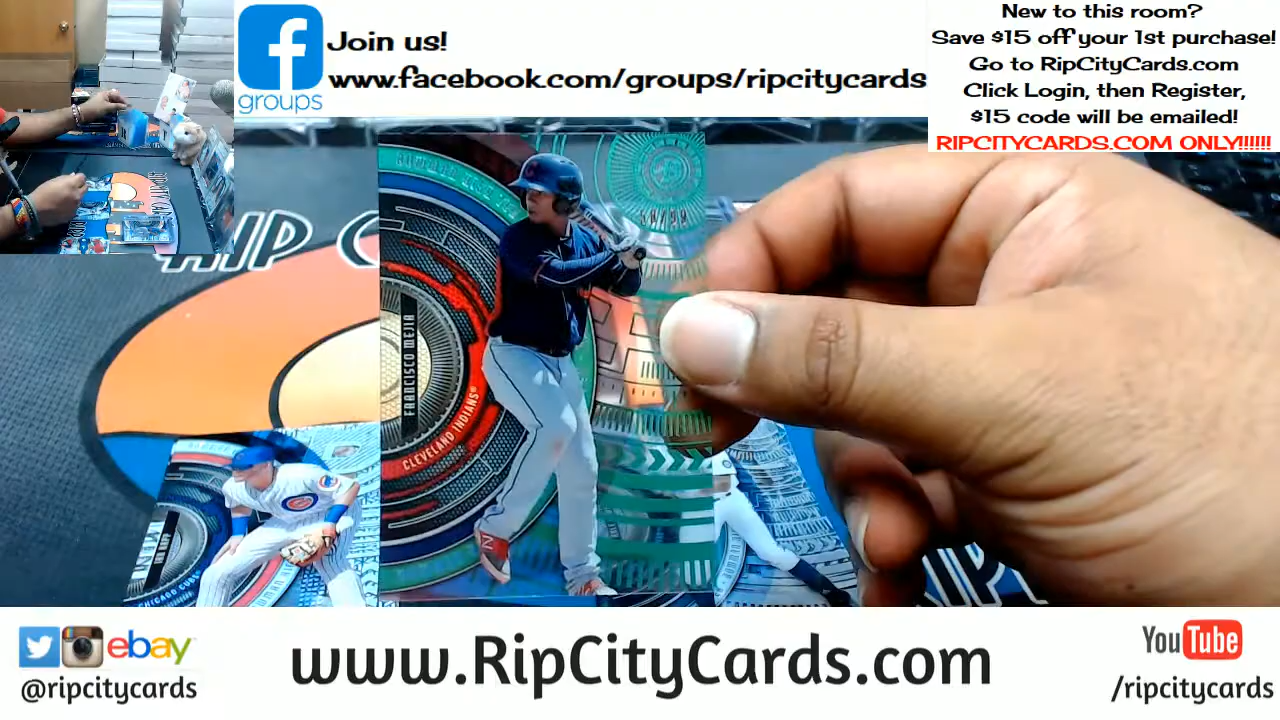 Join us!
www.facebook.com/groups/ripcitycards
groups
New to this room?
Save $15 off your 1st purchase!
Go to RipCityCards.com
Click Login, then Register,
$15 code will be emailed!
RIPCITYCARDS.COM ONLY!!!!!!
RIP C
FRANCISCO MEJIA
CLEVELAND INDIANS
CHICAGO CUBS
ebay
@ripcitycards
www.RipCityCards.com
YouTube
/ripcitycards